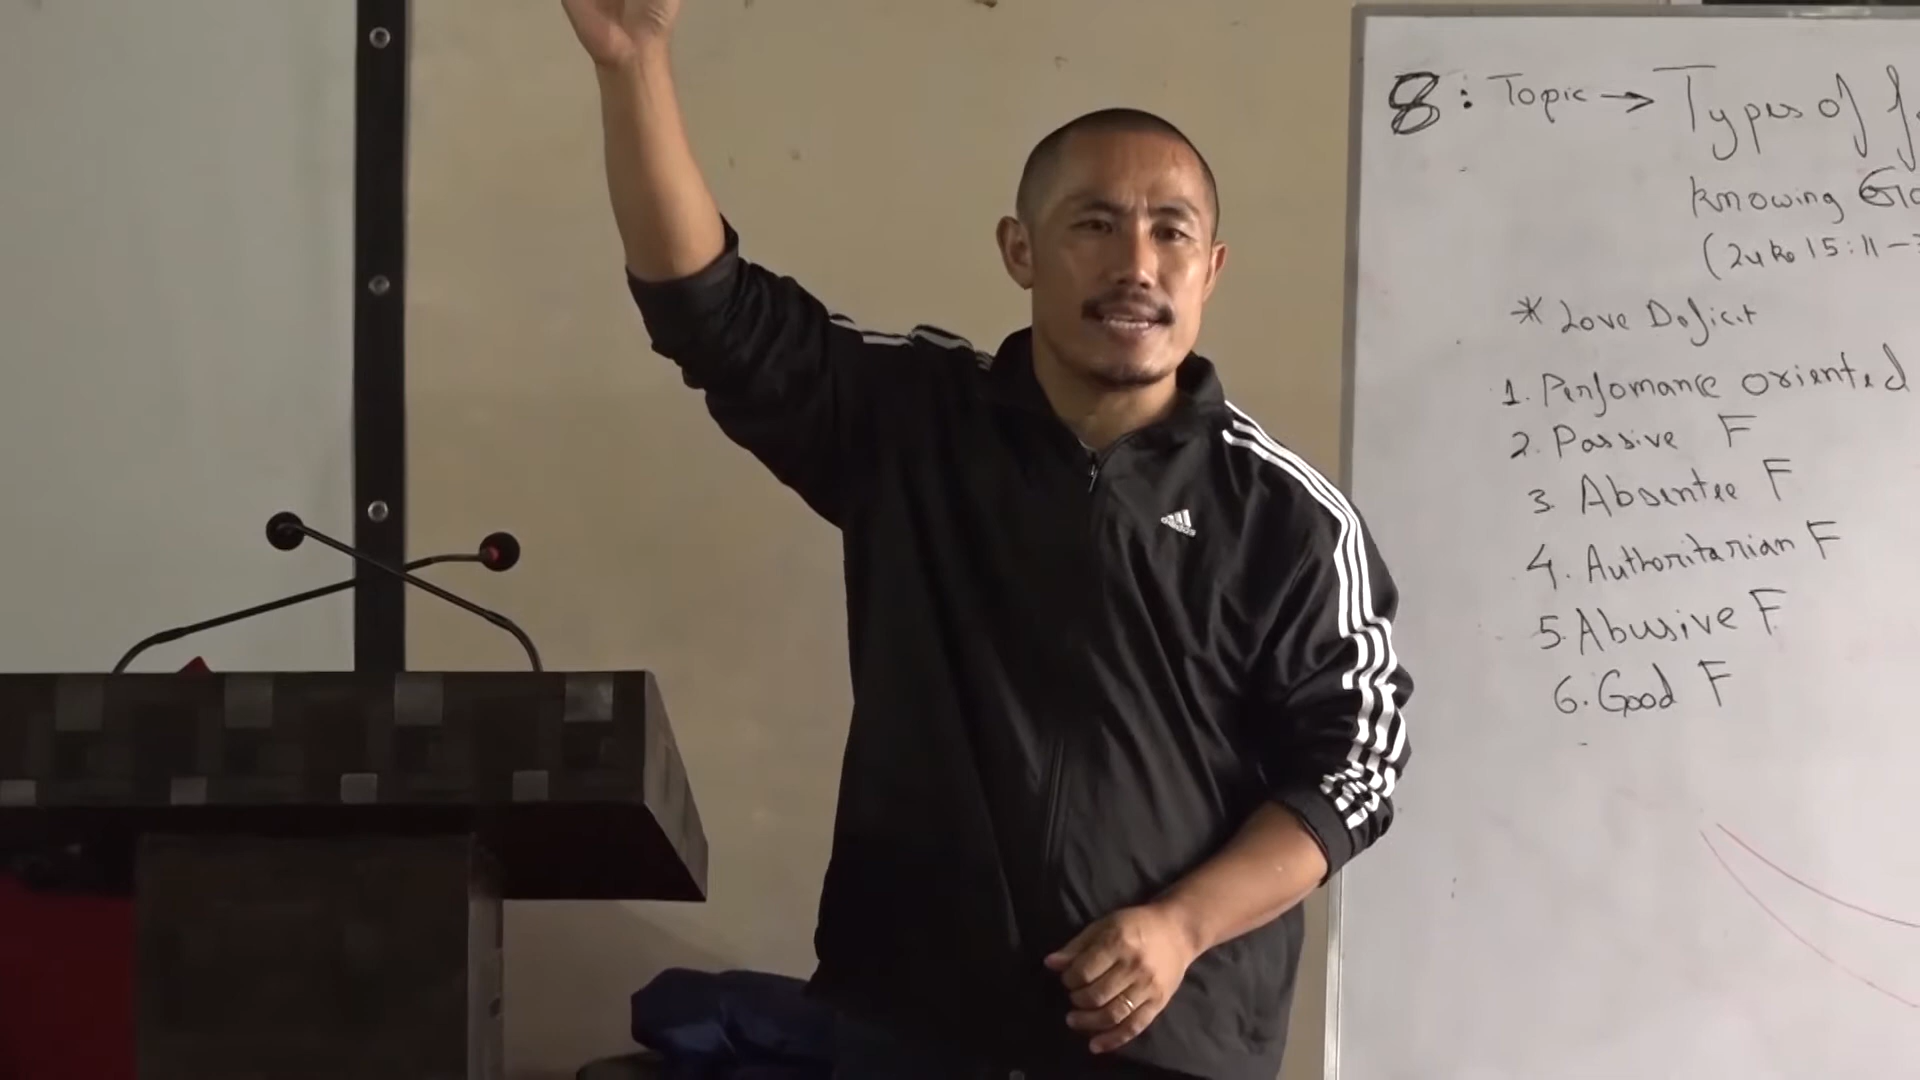 8: Topic → Types of
knowing
(Luke 15:11-
* Love Deficit
1. Perfomance oriented
2. Passive F
3. Absentee F
4. Authoritarian F
5. Abusive F
6. Good F
adidas